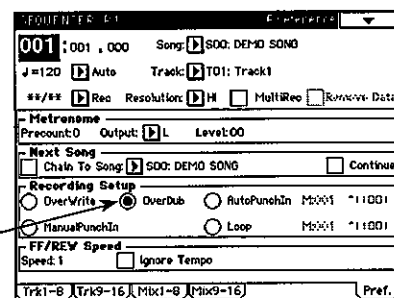 SEQUENCER P1 Preference
001:001.000 Song: S00: DEMO SONG
♩=120 Auto Track: T01: Track1
**/** Rec Resolution: HI MultiRec Remove Data
Metronome
Precount:0 Output: L Level:00
Next Song
Chain To Song: S00: DEMO SONG Continue
Recording Setup
OverWrite OverDub AutoPunchIn M001
ManualPunchIn Loop M001
FF/REW Speed
Speed: 1 Ignore Tempo
Trk1-8 Trk9-16 Mix1-8 Mix9-16 Pref.